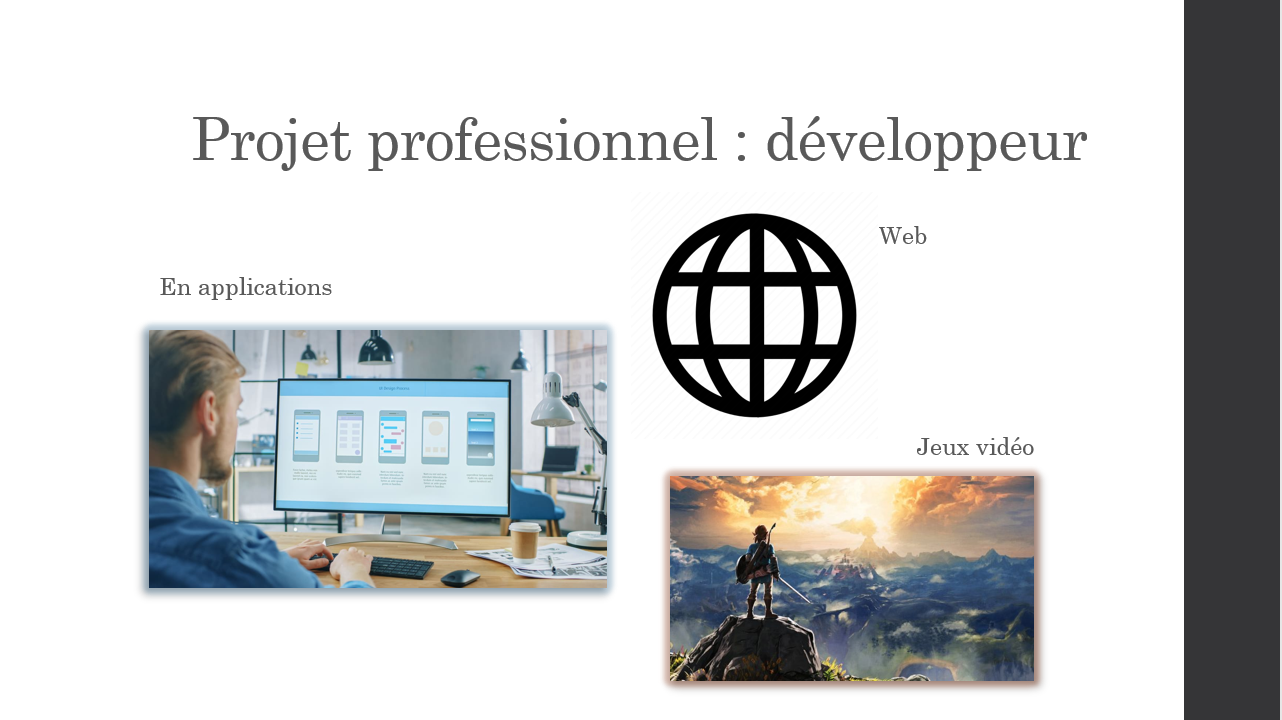 Projet professionnel : développeur
Web
En applications
Jeux vidéo